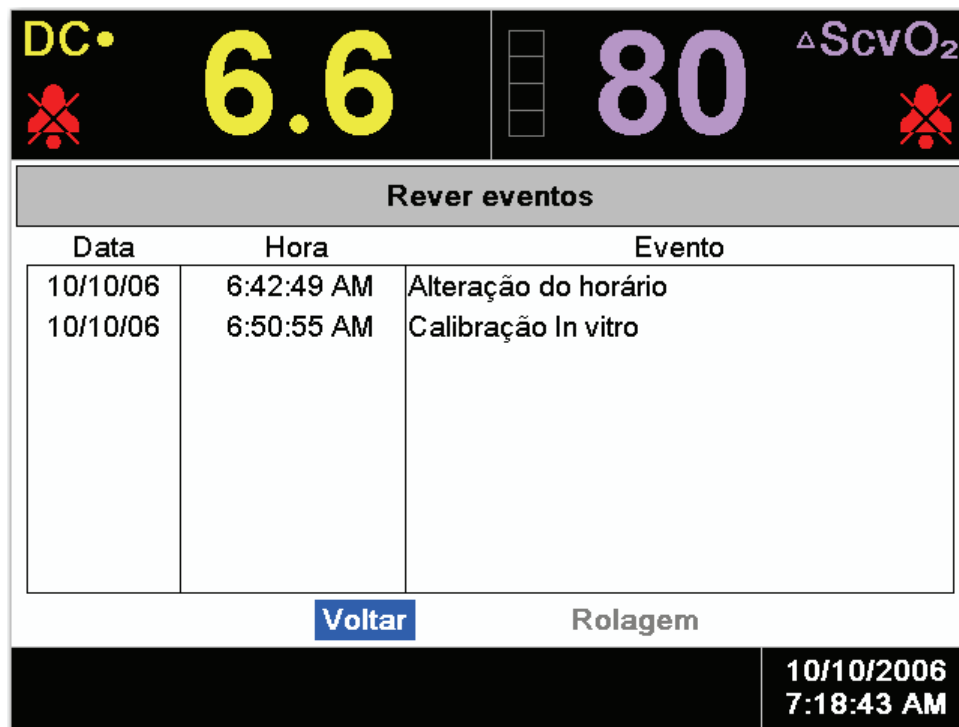 DC• 6.6 80 △ScvO₂
Rever eventos
Data Hora Evento
10/10/06 6:42:49 AM Alteração do horário
10/10/06 6:50:55 AM Calibração In vitro
Voltar Rolagem
10/10/2006
7:18:43 AM